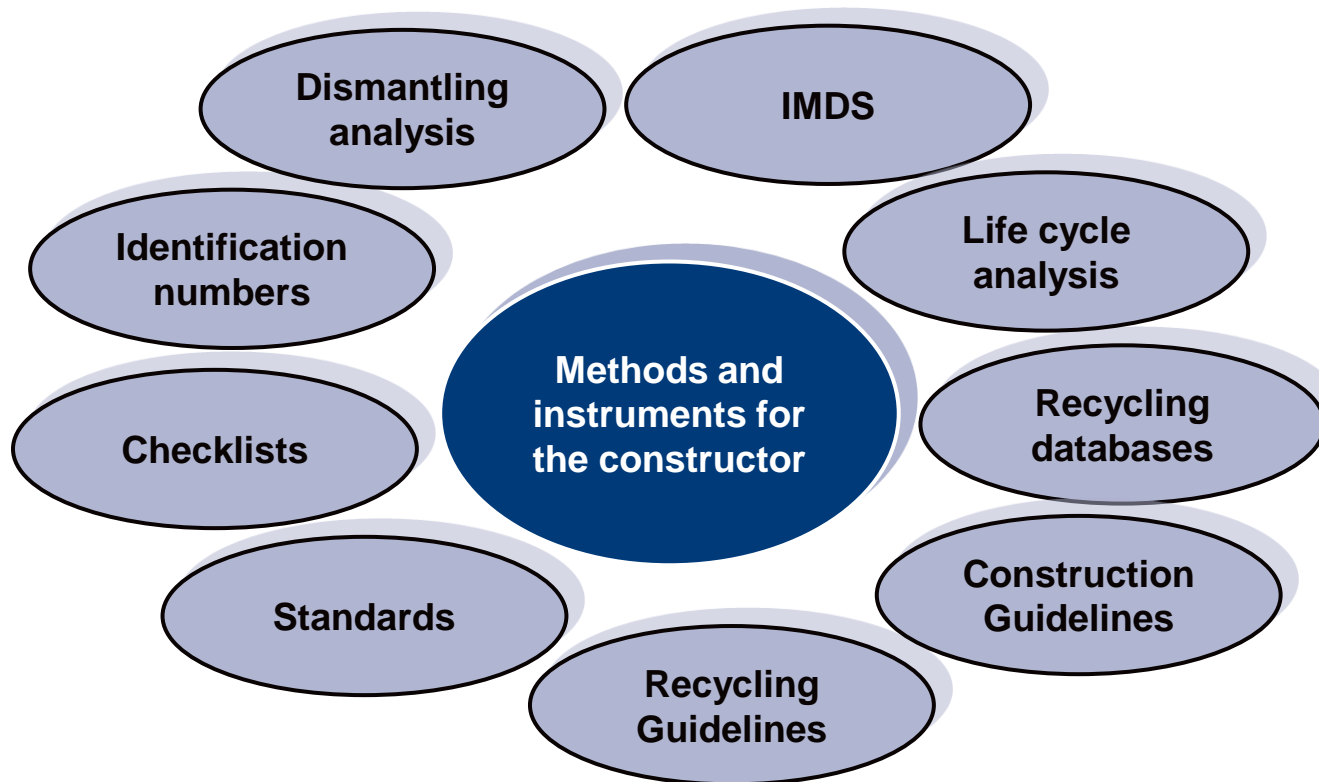 Dismantling
analysis
IMDS
Identification
numbers
Life cycle
analysis
Methods and
instruments for
the constructor
Checklists
Recycling
databases
Standards
Construction
Guidelines
Recycling
Guidelines